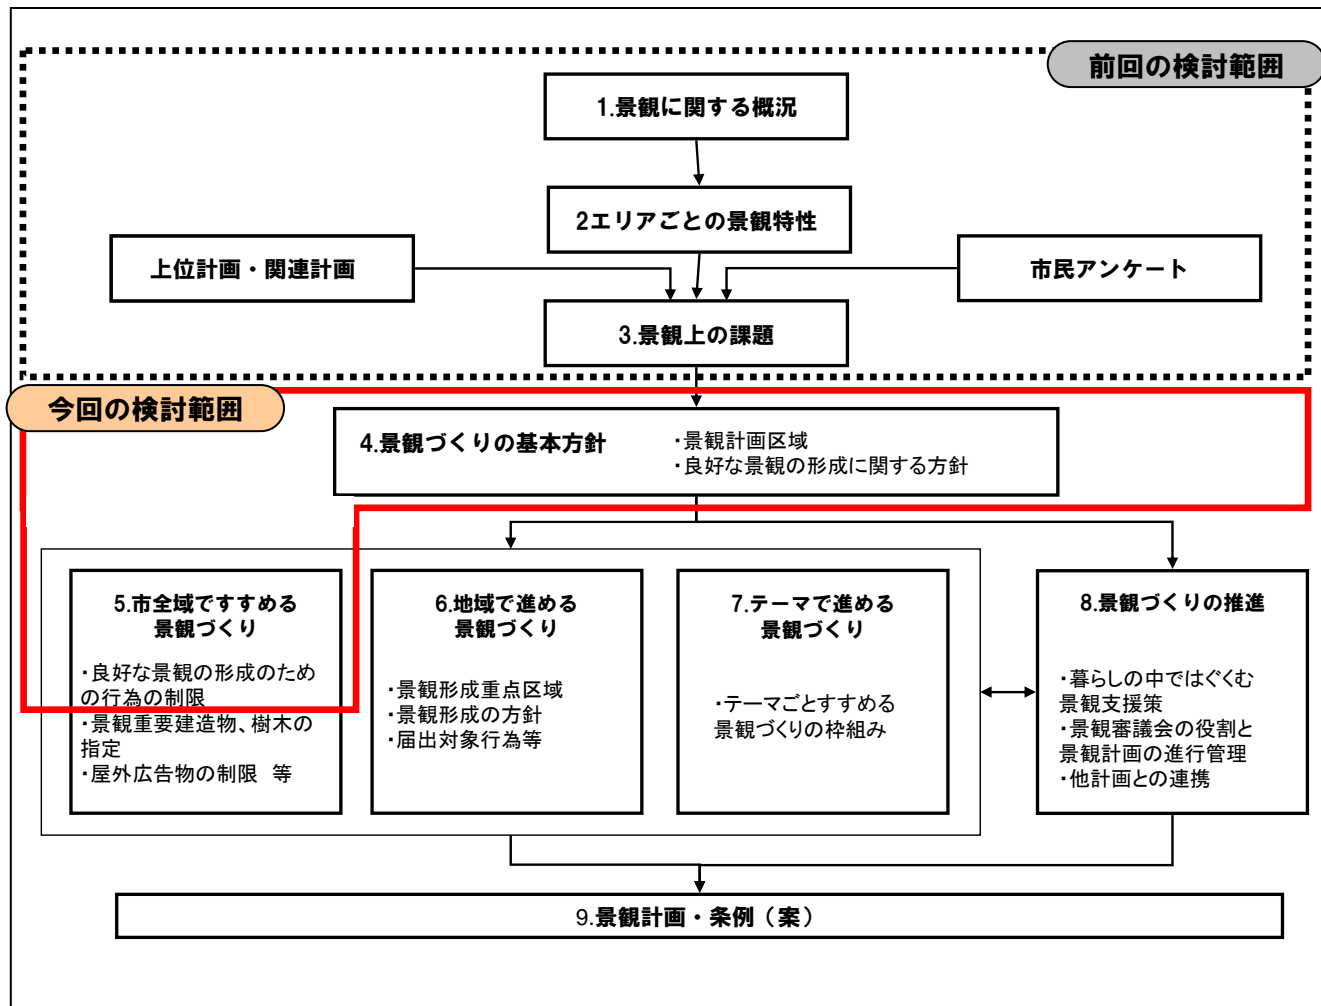 前回の検討範囲
1.景観に関する概況
2エリアごとの景観特性
上位計画・関連計画
市民アンケート
3.景観上の課題
今回の検討範囲
4.景観づくりの基本方針
・景観計画区域
・良好な景観の形成に関する方針
5.市全域ですすめる
景観づくり
・良好な景観の形成のため
の行為の制限
・景観重要建造物、樹木の
指定
・屋外広告物の制限　等
6.地域で進める
景観づくり
・景観形成重点区域
・景観形成の方針
・届出対象行為等
7.テーマで進める
景観づくり
・テーマごとすすめる
景観づくりの枠組み
8.景観づくりの推進
・暮らしの中ではぐくむ
景観支援策
・景観審議会の役割と
景観計画の進行管理
・他計画との連携
9.景観計画・条例（案）